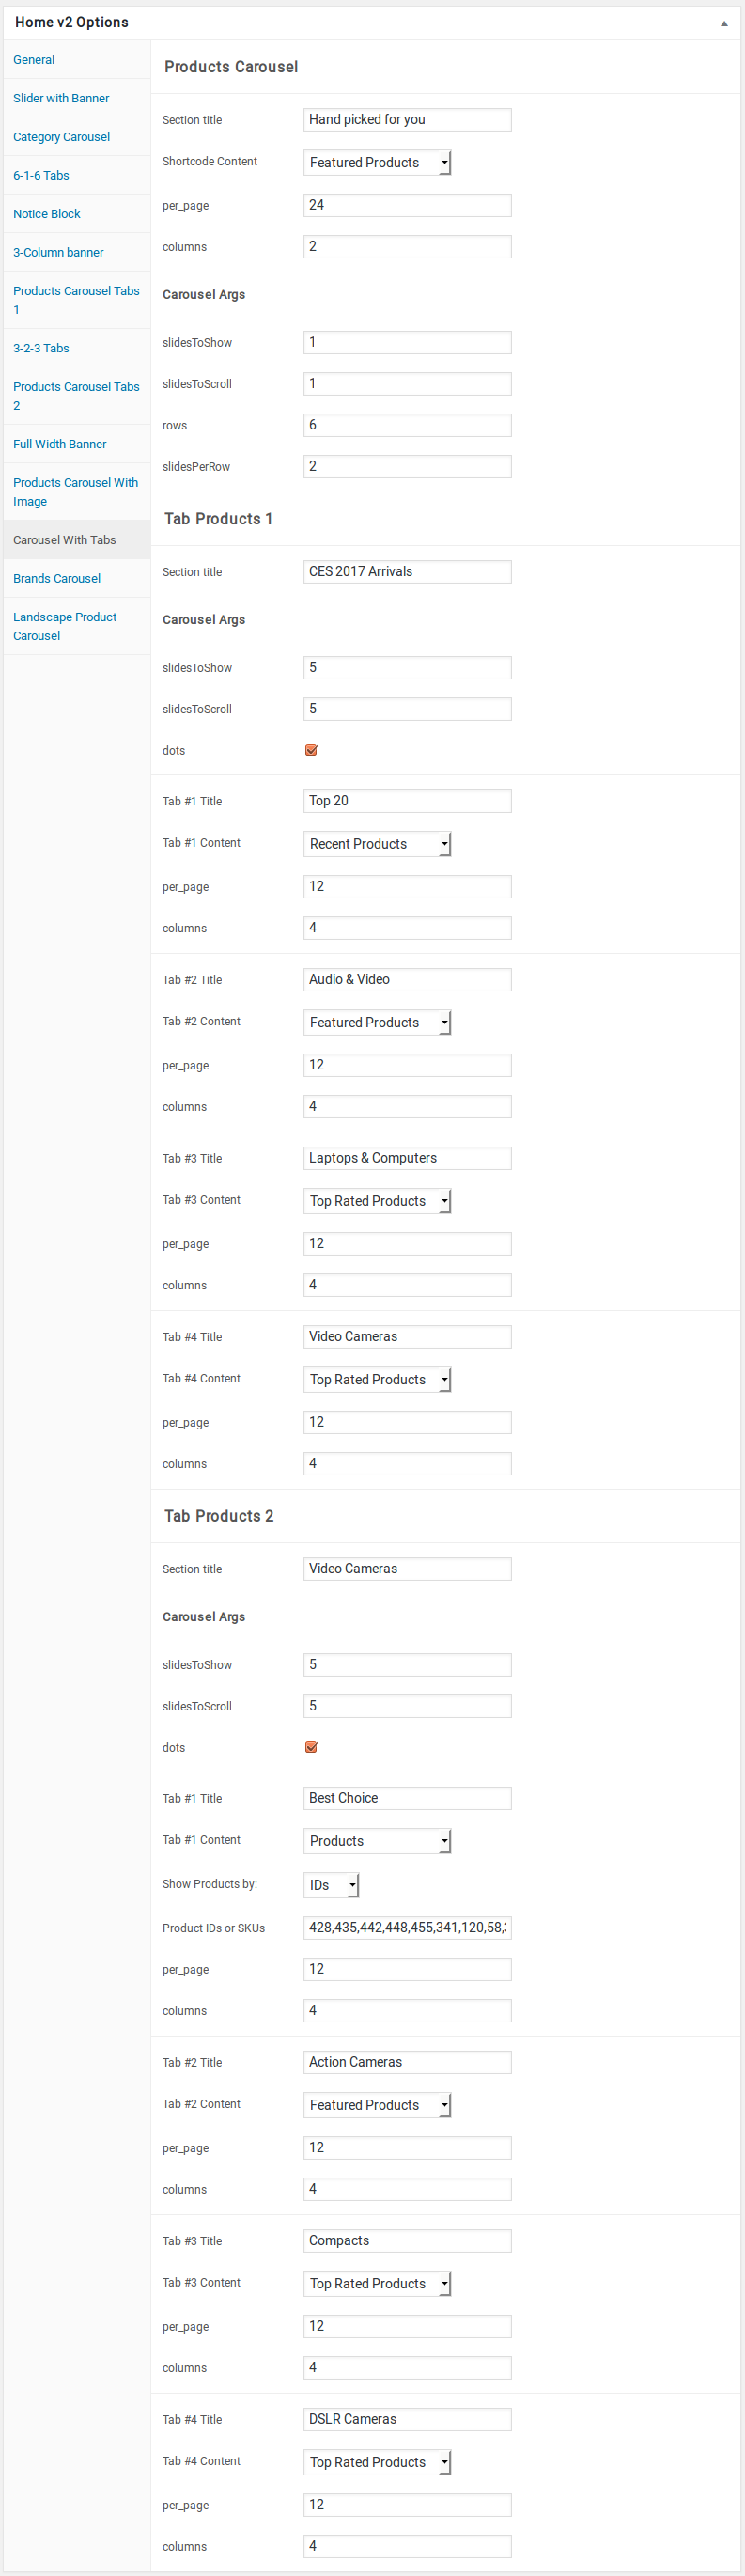 Home v2 Options
General
Slider with Banner
Category Carousel
6-1-6 Tabs
Notice Block
3-Column banner
Products Carousel Tabs
1
3-2-3 Tabs
Products Carousel Tabs
2
Full Width Banner
Products Carousel With
Image
Carousel With Tabs
Brands Carousel
Landscape Product
Carousel
Products Carousel
Section title Hand picked for you
Shortcode Content Featured Products
per_page 24
columns 2
Carousel Args
slidesToShow 1
slidesToScroll 1
rows 6
slidesPerRow 2
Tab Products 1
Section title CES 2017 Arrivals
Carousel Args
slidesToShow 5
slidesToScroll 5
dots
Tab #1 Title Top 20
Tab #1 Content Recent Products
per_page 12
columns 4
Tab #2 Title Audio & Video
Tab #2 Content Featured Products
per_page 12
columns 4
Tab #3 Title Laptops & Computers
Tab #3 Content Top Rated Products
per_page 12
columns 4
Tab #4 Title Video Cameras
Tab #4 Content Top Rated Products
per_page 12
columns 4
Tab Products 2
Section title Video Cameras
Carousel Args
slidesToShow 5
slidesToScroll 5
dots
Tab #1 Title Best Choice
Tab #1 Content Products
Show Products by: IDs
Product IDs or SKUs 428,435,442,448,455,341,120,58,
per_page 12
columns 4
Tab #2 Title Action Cameras
Tab #2 Content Featured Products
per_page 12
columns 4
Tab #3 Title Compacts
Tab #3 Content Top Rated Products
per_page 12
columns 4
Tab #4 Title DSLR Cameras
Tab #4 Content Top Rated Products
per_page 12
columns 4